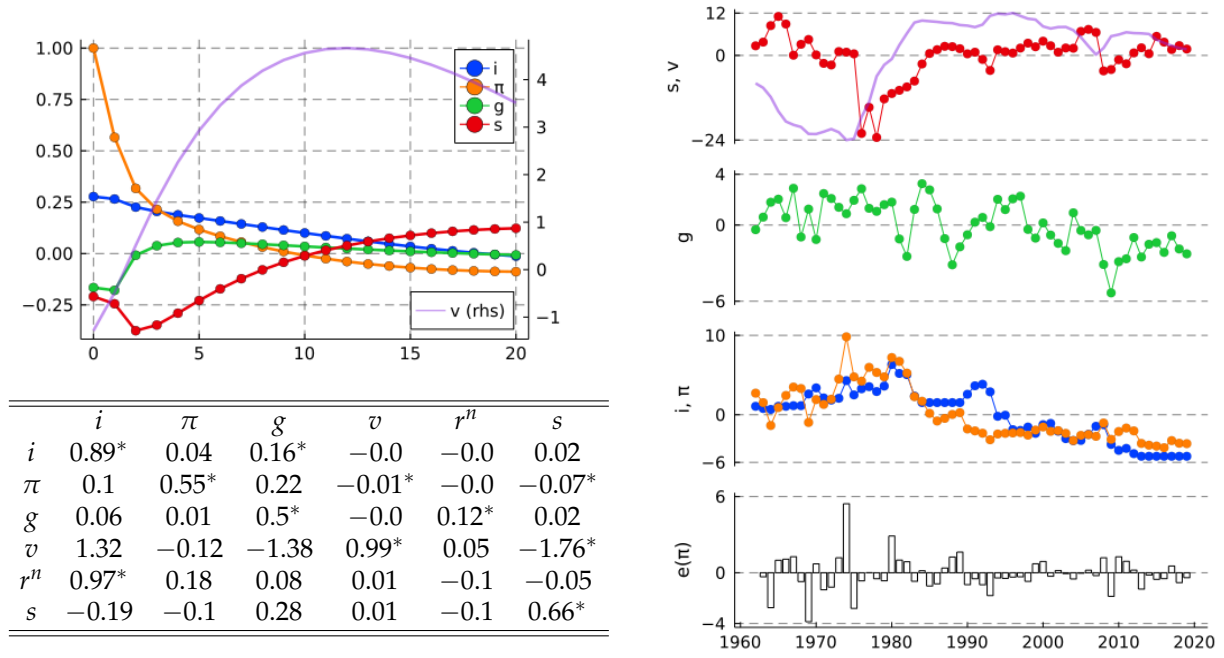 1.00
0.75
0.50
0.25
0.00
−0.25
i
π
g
s
v (rhs)
4
3
2
1
0
−1
0 5 10 15 20
i π g v rⁿ s
i 0.89* 0.04 0.16* −0.0 −0.0 0.02
π 0.1 0.55* 0.22 −0.01* −0.0 −0.07*
g 0.06 0.01 0.5* −0.0 0.12* 0.02
v 1.32 −0.12 −1.38 0.99* 0.05 −1.76*
rⁿ 0.97* 0.18 0.08 0.01 −0.1 −0.05
s −0.19 −0.1 0.28 0.01 −0.1 0.66*
s, v
12
0
−24
g
4
0
−6
i, π
10
0
−6
e(π)
6
0
−4
1960 1970 1980 1990 2000 2010 2020